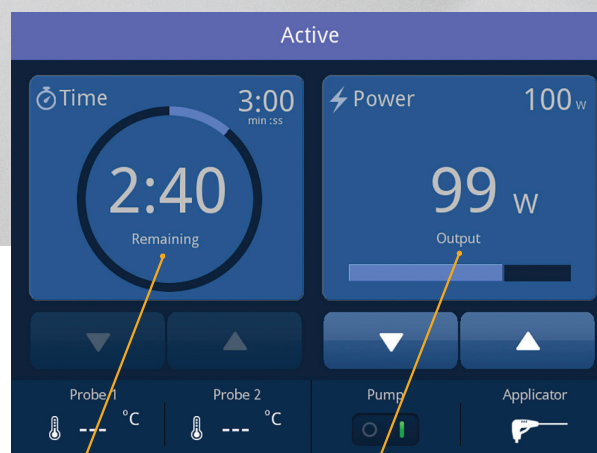 Active
Time
3:00
min :ss
2:40
Remaining
Power
100 w
99 w
Output
Probe 1
--- °C
Probe 2
--- °C
Pump
Applicator